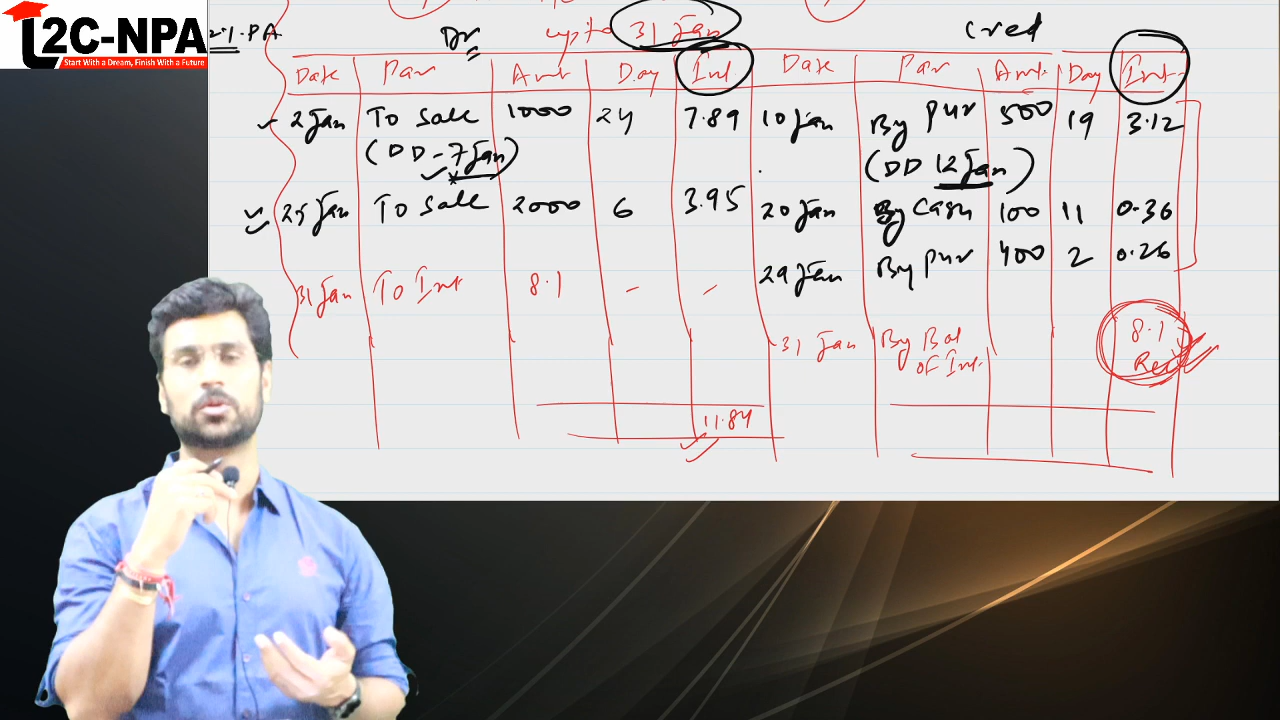 L2C-NPA
Start With a Dream, Finish With a Future
2.1.PA Dr upto 31 Jan Cred
Date Par Amt Day Int Date Par Amt. Day Int.
2 Jan To Sale 1000 24 7.89 10 Jan By Pur 500 19 3.12
(DD - 7 Jan) (DD 12 Jan)
25 Jan To Sale 2000 6 3.95 20 Jan By Cash 100 11 0.36
29 Jan By Pur 400 2 0.26
31 Jan To Int 8.1 - -
31 Jan By Bal of Int. 8.1
11.84